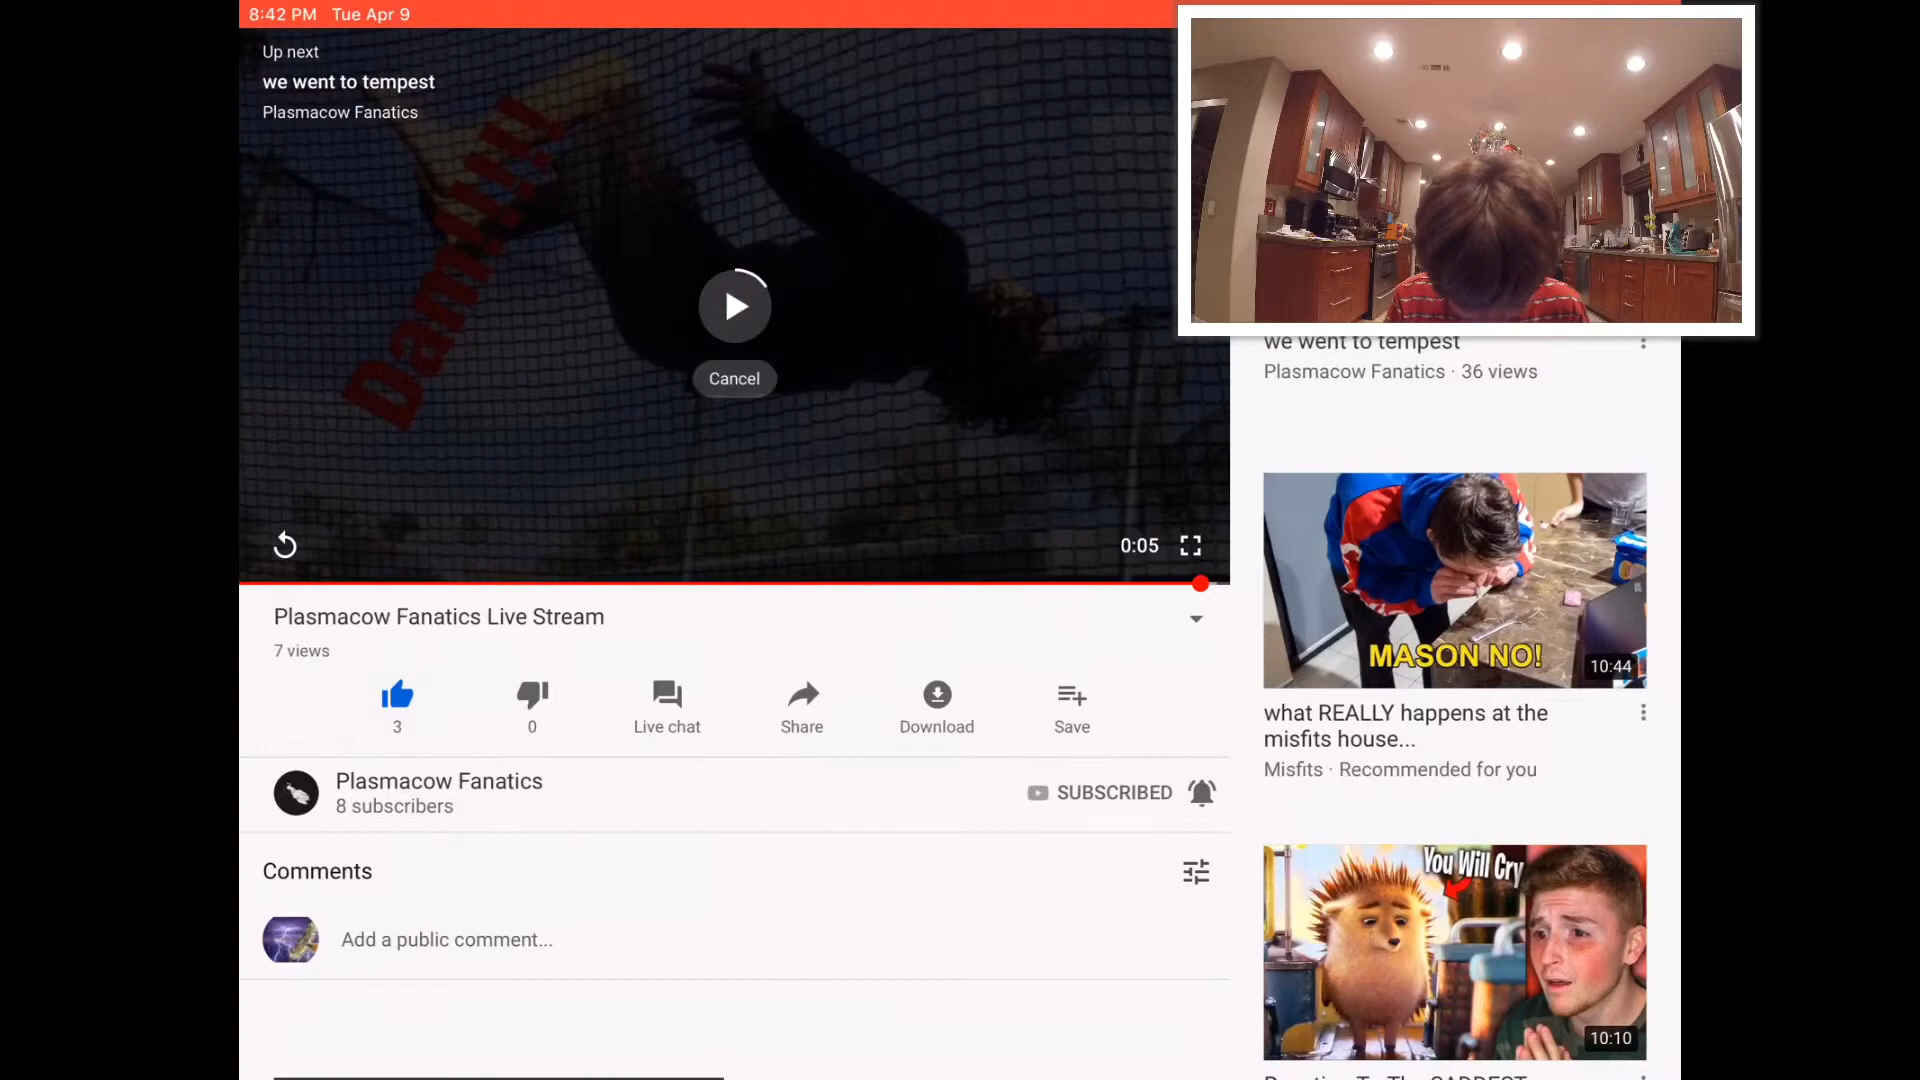 8:42 PM Tue Apr 9
Up next
we went to tempest
Plasmacow Fanatics
Damn!!!!
Cancel
0:05
Plasmacow Fanatics Live Stream
7 views
3
0
Live chat
Share
Download
Save
Plasmacow Fanatics
8 subscribers
SUBSCRIBED
Comments
Add a public comment...
we went to tempest
Plasmacow Fanatics · 36 views
MASON NO!
10:44
what REALLY happens at the
misfits house...
Misfits · Recommended for you
You Will Cry
10:10